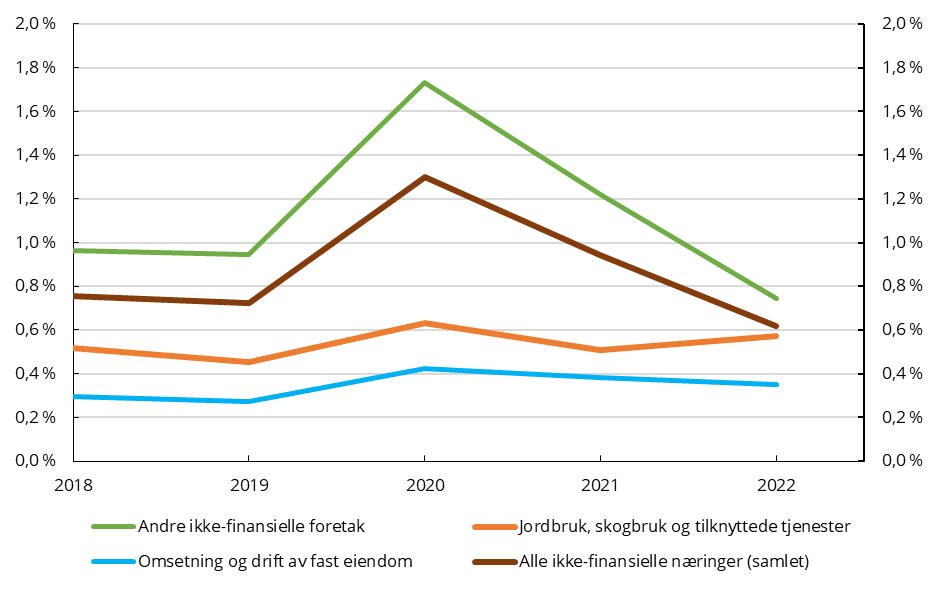 2,0 % 2,0 %
1,8 % 1,8 %
1,6 % 1,6 %
1,4 % 1,4 %
1,2 % 1,2 %
1,0 % 1,0 %
0,8 % 0,8 %
0,6 % 0,6 %
0,4 % 0,4 %
0,2 % 0,2 %
0,0 % 0,0 %
2018 2019 2020 2021 2022
Andre ikke-finansielle foretak Jordbruk, skogbruk og tilknyttede tjenester
Omsetning og drift av fast eiendom Alle ikke-finansielle næringer (samlet)